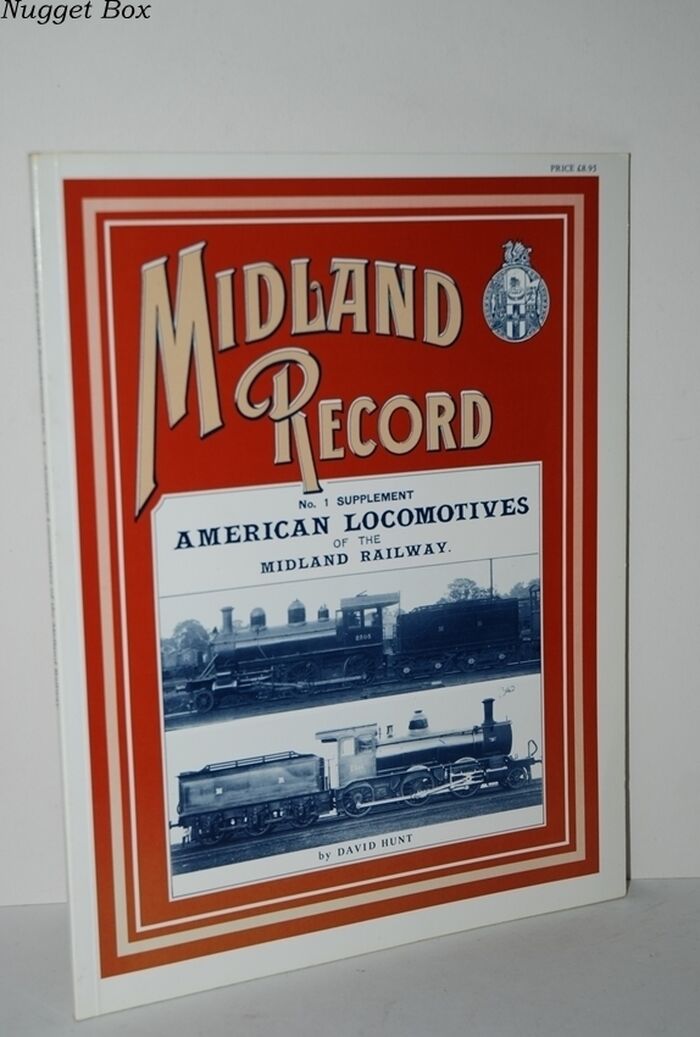 Nugget Box
PRICE £8.95
MIDLAND
RECORD
No. 1 SUPPLEMENT
AMERICAN LOCOMOTIVES
OF THE
MIDLAND RAILWAY.
by DAVID HUNT